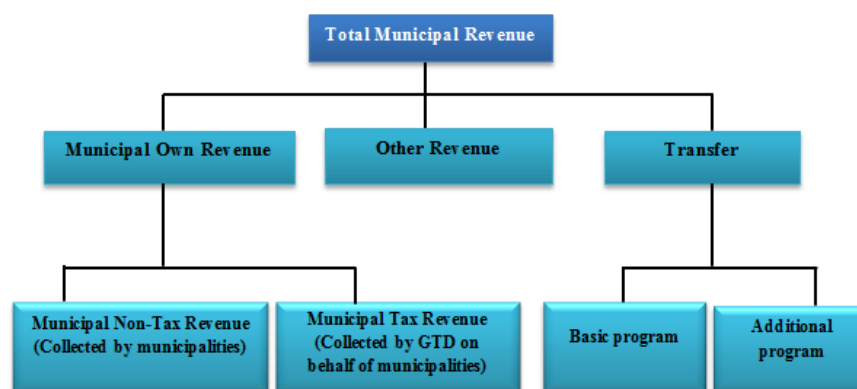 Total Municipal Revenue
Municipal Own Revenue
Other Revenue
Transfer
Municipal Non-Tax Revenue
(Collected by municipalities)
Municipal Tax Revenue
(Collected by GTD on
behalf of municipalities)
Basic program
Additional
program